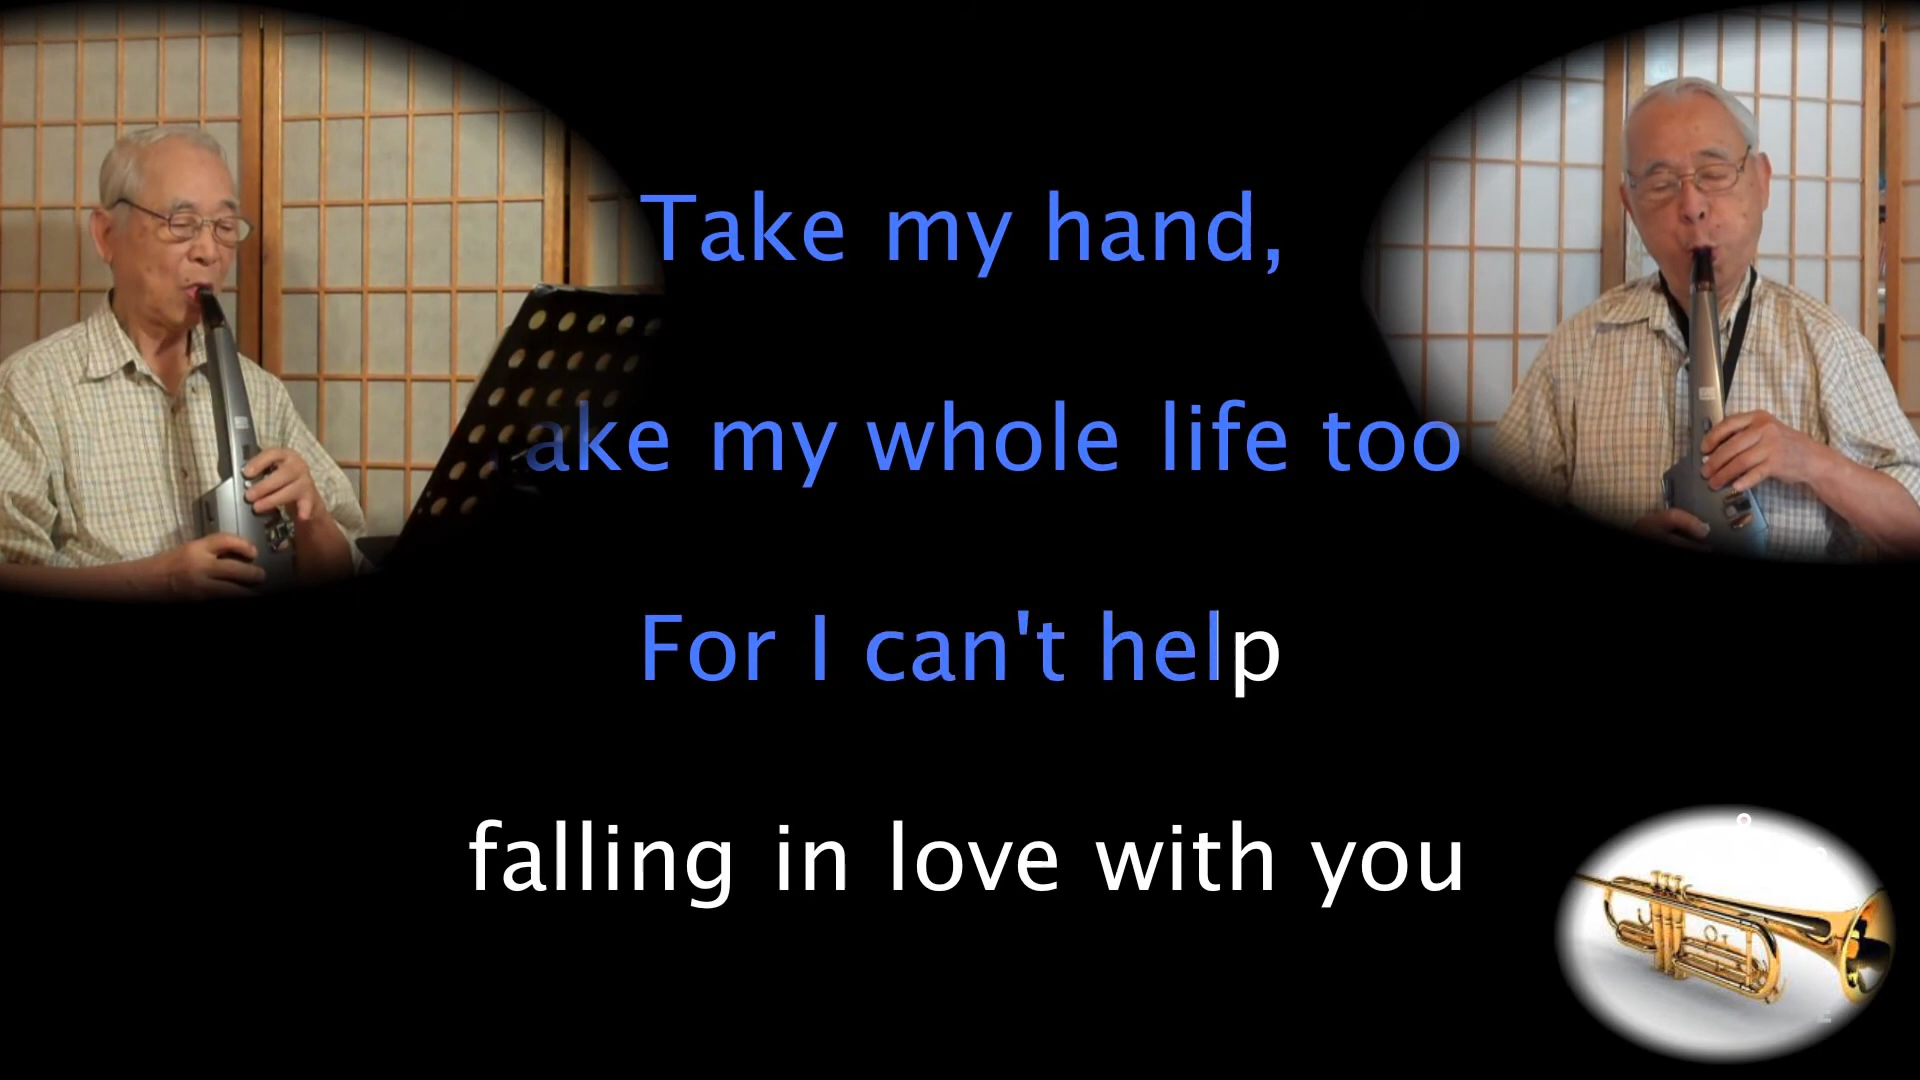 Take my hand,
ake my whole life too
For I can't help
falling in love with you